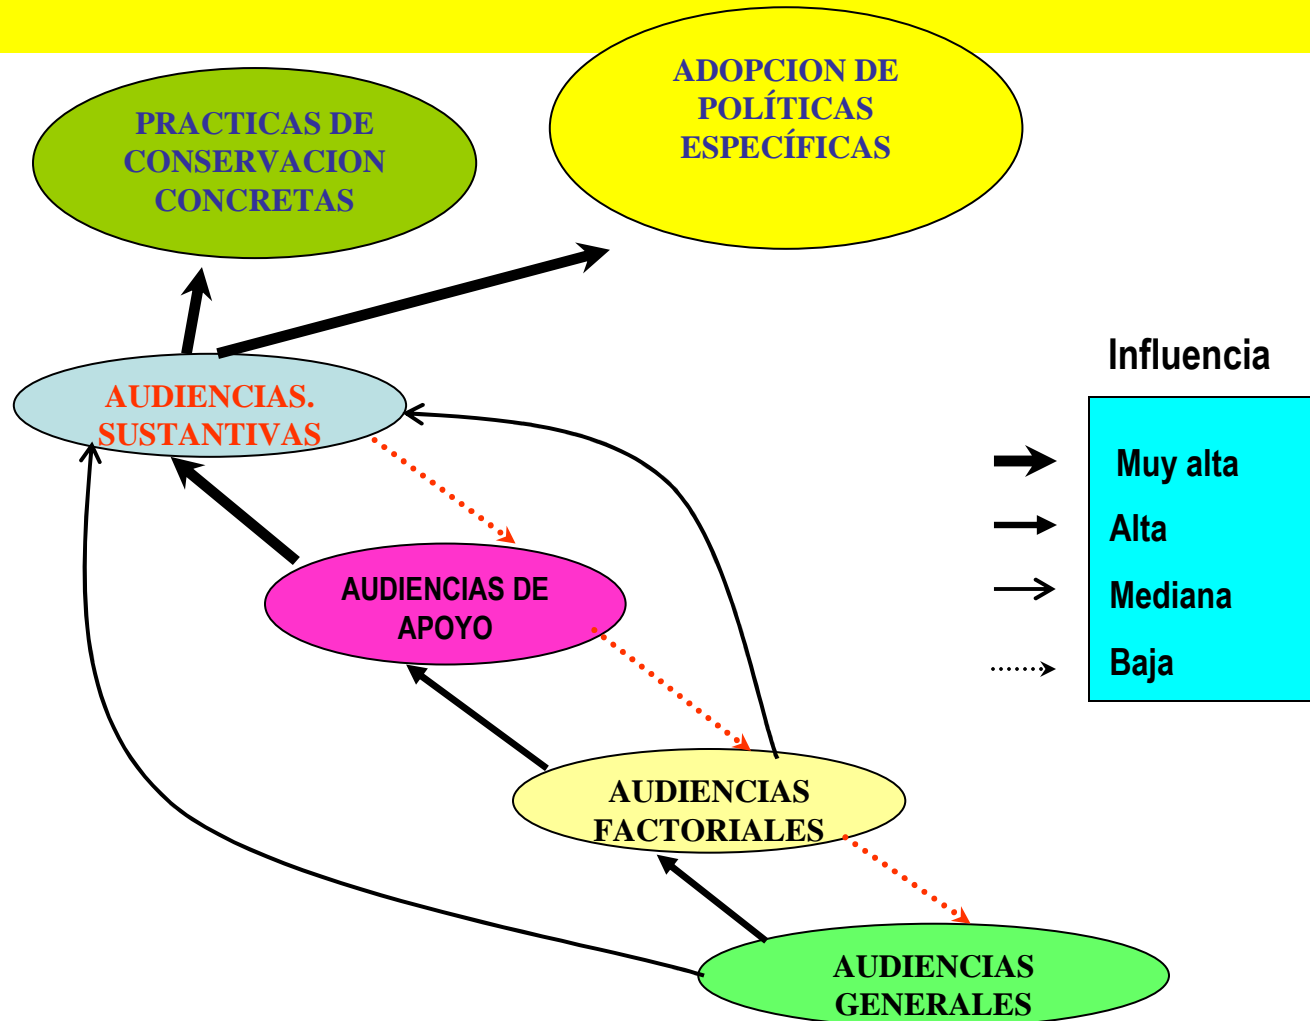 PRACTICAS DE
CONSERVACION
CONCRETAS
ADOPCION DE
POLÍTICAS
ESPECÍFICAS
AUDIENCIAS.
SUSTANTIVAS
AUDIENCIAS DE
APOYO
AUDIENCIAS
FACTORIALES
AUDIENCIAS
GENERALES
Influencia
Muy alta
Alta
Mediana
Baja